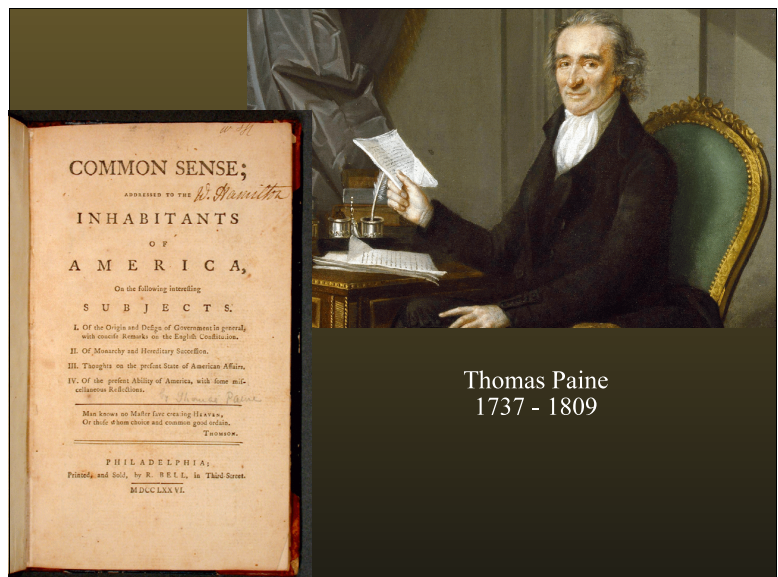 COMMON SENSE;
ADDRESSED TO THE W. Hamilton
INHABITANTS
OF
AMERICA,
On the following interesting
SUBJECTS.
I. Of the Origin and Design of Government in general,
with concise Remarks on the English Constitution.
II. Of Monarchy and Hereditary Succession.
III. Thoughts on the present State of American Affairs.
IV. Of the present Ability of America, with some mis-
cellaneous Reflections.
Thomas Paine
Man knows no Master save creating HEAVEN,
Or those whom choice and common good ordain.
THOMSON.
PHILADELPHIA;
Printed, and Sold, by R. BELL, in Third-Street.
MDCCLXXVI.
Thomas Paine
1737 - 1809